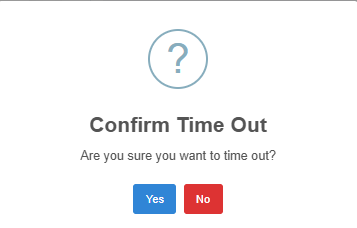 ?
Confirm Time Out
Are you sure you want to time out?
Yes No